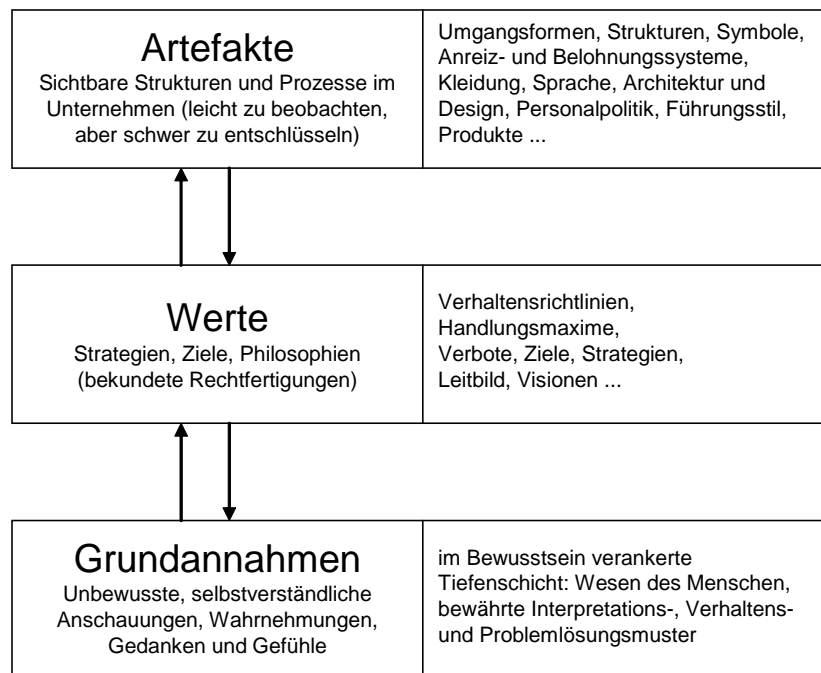 Artefakte
Sichtbare Strukturen und Prozesse im
Unternehmen (leicht zu beobachten,
aber schwer zu entschlüsseln)
Umgangsformen, Strukturen, Symbole,
Anreiz- und Belohnungssysteme,
Kleidung, Sprache, Architektur und
Design, Personalpolitik, Führungsstil,
Produkte ...
Werte
Strategien, Ziele, Philosophien
(bekundete Rechtfertigungen)
Verhaltensrichtlinien,
Handlungsmaxime,
Verbote, Ziele, Strategien,
Leitbild, Visionen ...
Grundannahmen
Unbewusste, selbstverständliche
Anschauungen, Wahrnehmungen,
Gedanken und Gefühle
im Bewusstsein verankerte
Tiefenschicht: Wesen des Menschen,
bewährte Interpretations-, Verhaltens-
und Problemlösungsmuster